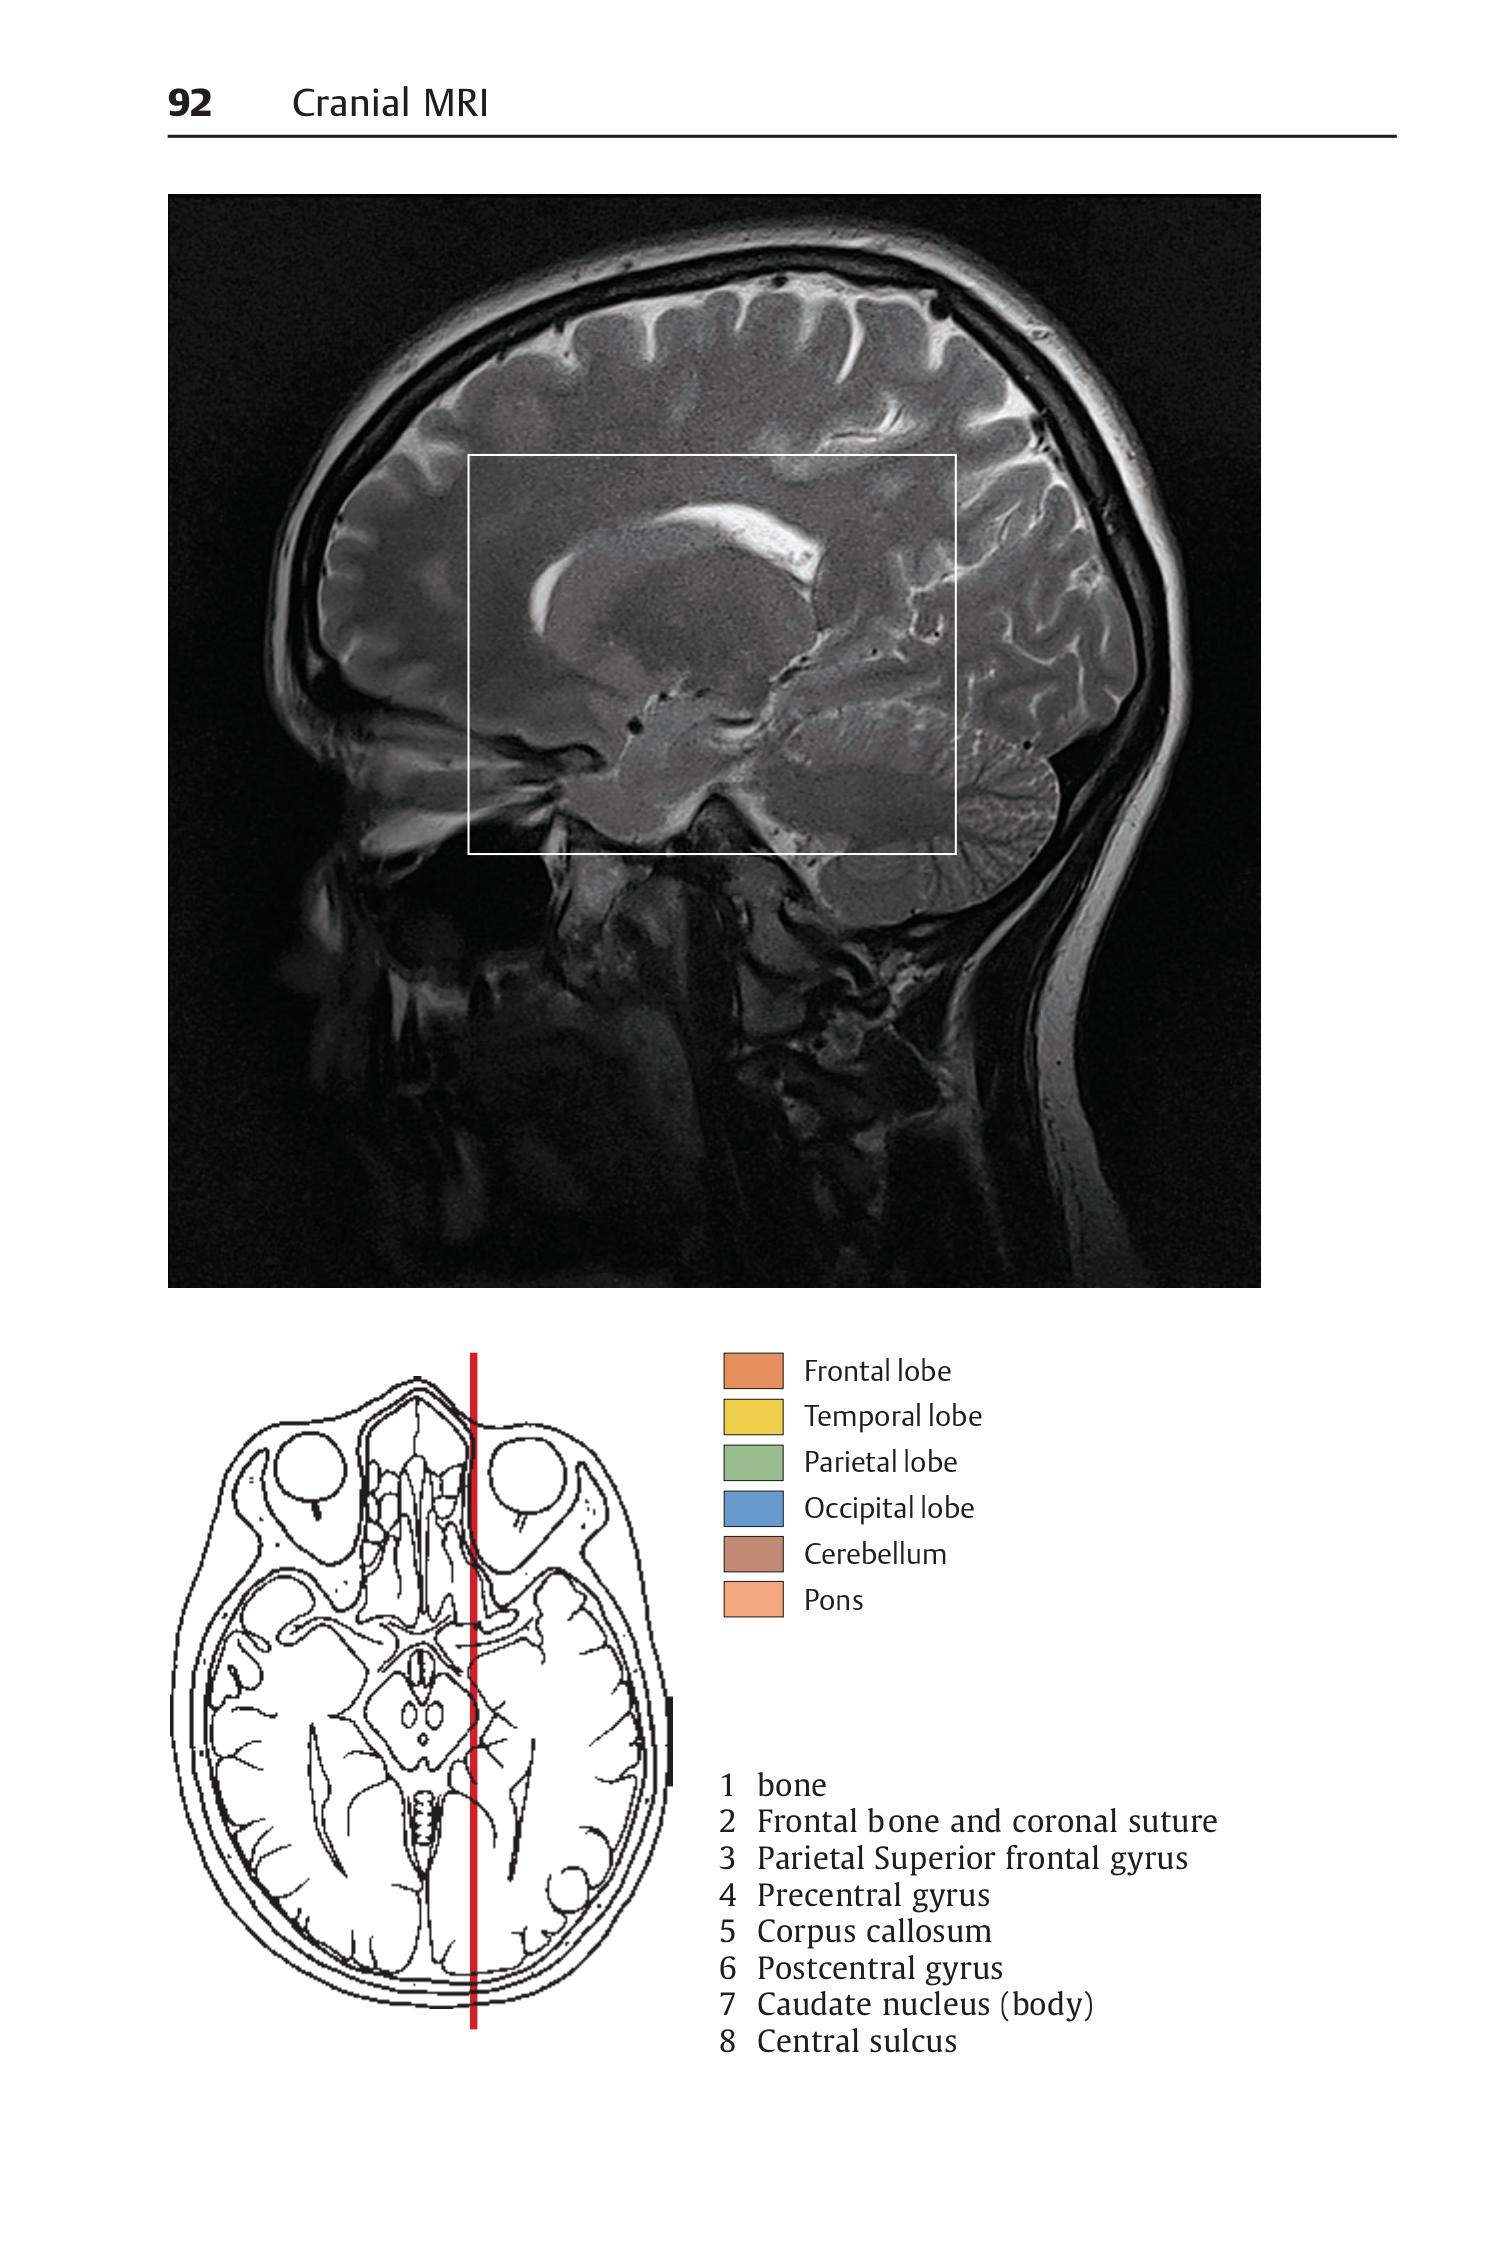 92 Cranial MRI
Frontal lobe
Temporal lobe
Parietal lobe
Occipital lobe
Cerebellum
Pons
1 bone
2 Frontal bone and coronal suture
3 Parietal Superior frontal gyrus
4 Precentral gyrus
5 Corpus callosum
6 Postcentral gyrus
7 Caudate nucleus (body)
8 Central sulcus